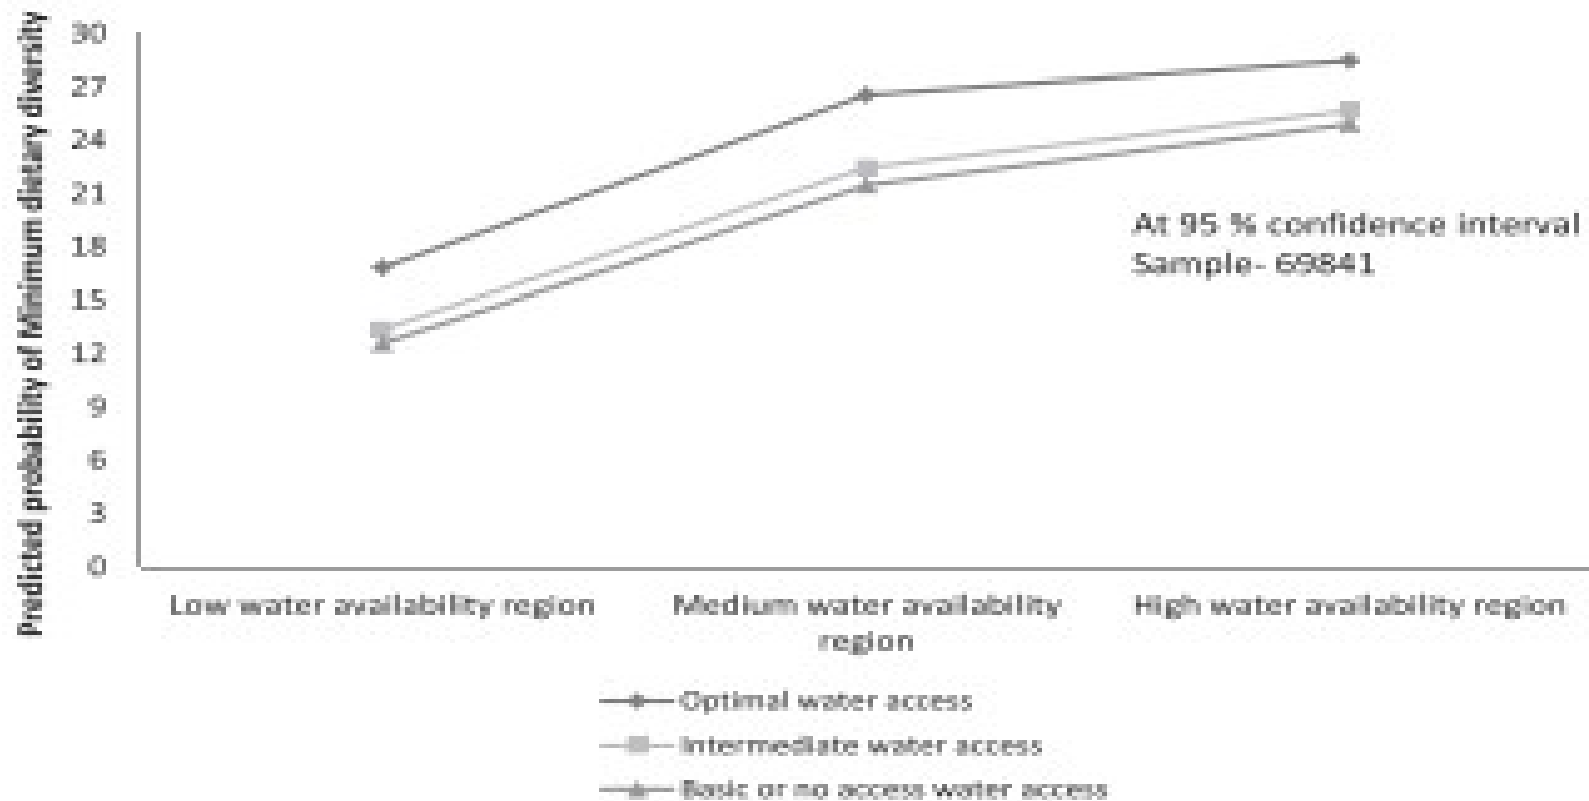 Predicted probability of Minimum dietary diversity
30
27
24
21
18
15
12
9
6
3
0
At 95 % confidence interval
Sample- 69841
Low water availability region
Medium water availability
region
High water availability region
Optimal water access
Intermediate water access
Basic or no access water access